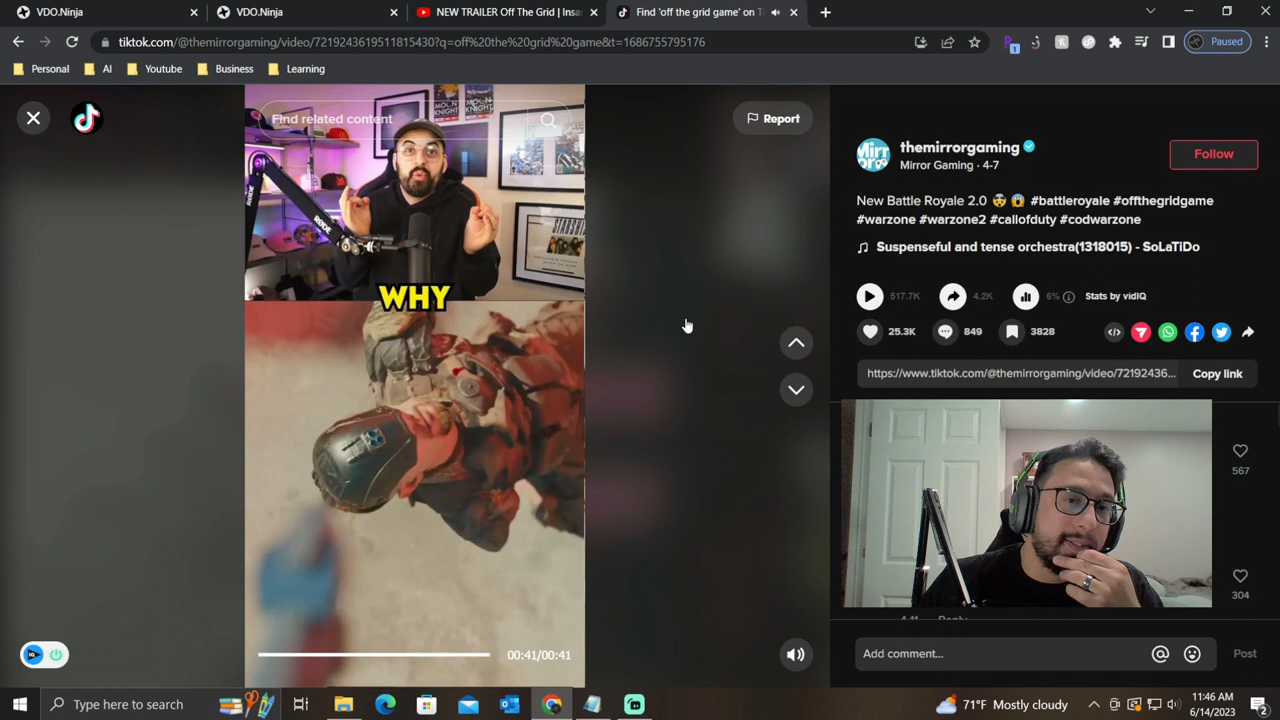 VDO.Ninja
VDO.Ninja
NEW TRAILER Off The Grid | Insa
Find 'off the grid game' on T
tiktok.com/@themirrorgaming/video/7219243619511815430?q=off%20the%20grid%20game&t=1686755795176
Paused
Personal
AI
Youtube
Business
Learning
Find related content
Report
MOON KNIGHT
RØDE
WHY
00:41/00:41
themirrorgaming
Mirror Gaming · 4-7
Follow
New Battle Royale 2.0 🤯 😱 #battleroyale #offthegridgame
#warzone #warzone2 #callofduty #codwarzone
Suspenseful and tense orchestra(1318015) - SoLaTiDo
517.7K
4.2K
6%
Stats by vidIQ
25.3K
849
3828
https://www.tiktok.com/@themirrorgaming/video/72192436...
Copy link
567
304
Add comment...
Post
Type here to search
71°F Mostly cloudy
11:46 AM
6/14/2023
2